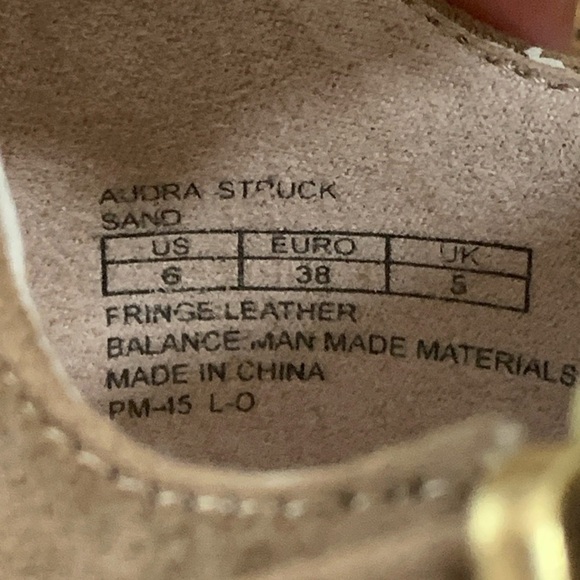 AUDRA STRUCK
SAND
US EURO UK
6 38 5
FRINGE LEATHER
BALANCE MAN MADE MATERIALS
MADE IN CHINA
PM-15 L-O